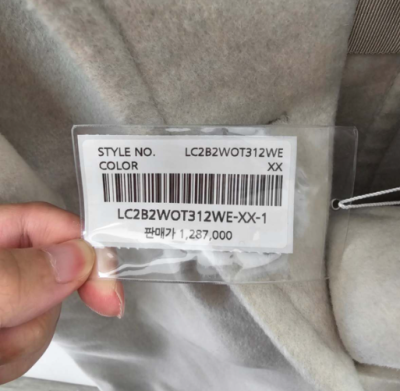 STYLE NO. LC2B2WOT312WE
COLOR XX
LC2B2WOT312WE-XX-1
판매가 1,287,000